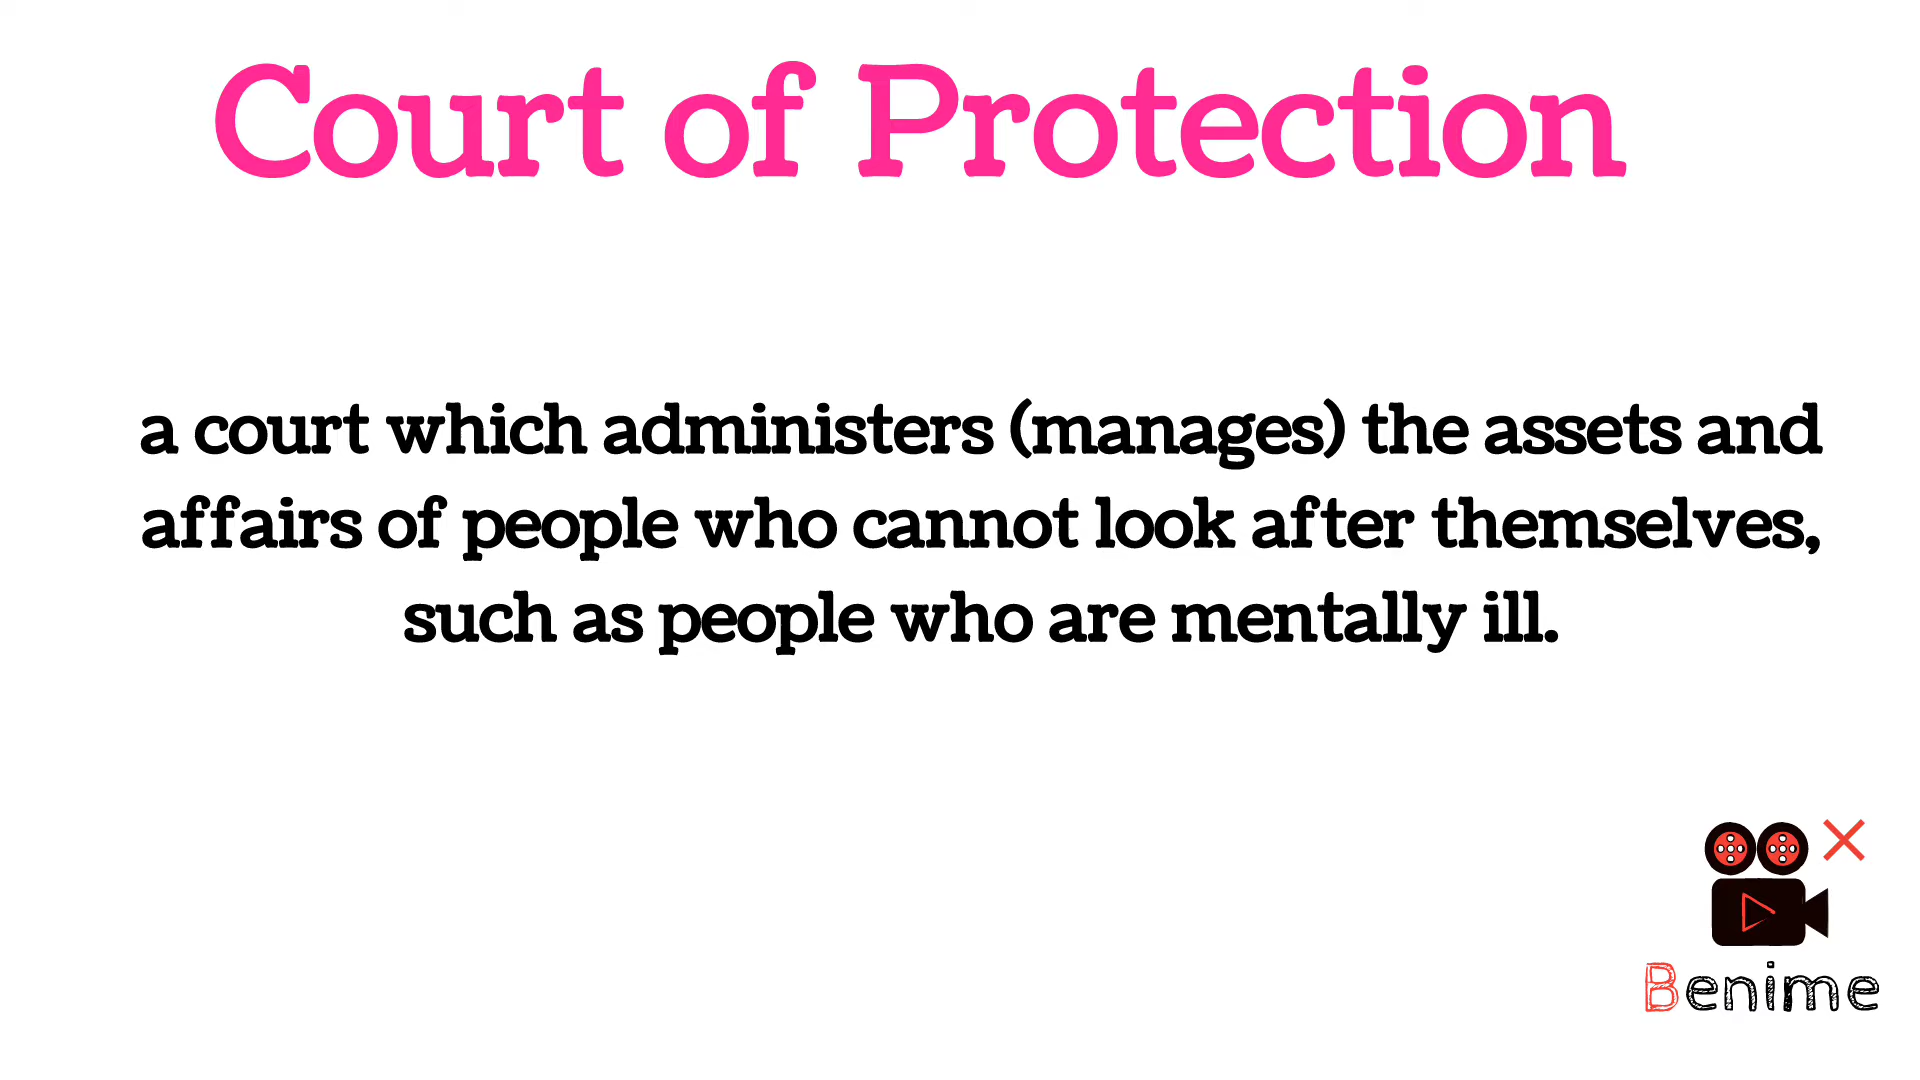 Court of Protection
a court which administers (manages) the assets and
affairs of people who cannot look after themselves,
such as people who are mentally ill.
Benime